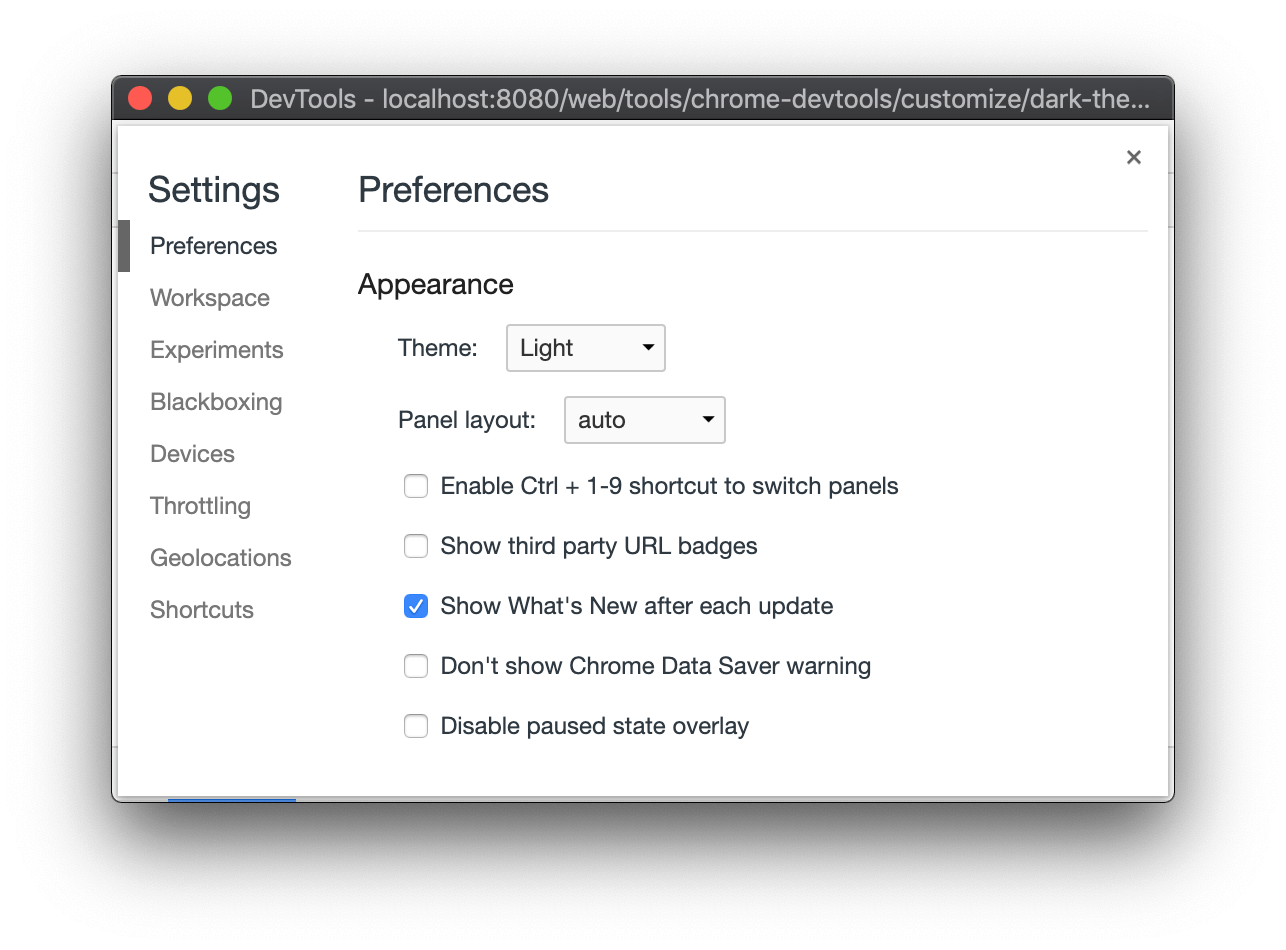 DevTools - localhost:8080/web/tools/chrome-devtools/customize/dark-the...
Settings
Preferences
Workspace
Experiments
Blackboxing
Devices
Throttling
Geolocations
Shortcuts
Preferences
Appearance
Theme: Light
Panel layout: auto
Enable Ctrl + 1-9 shortcut to switch panels
Show third party URL badges
Show What's New after each update
Don't show Chrome Data Saver warning
Disable paused state overlay